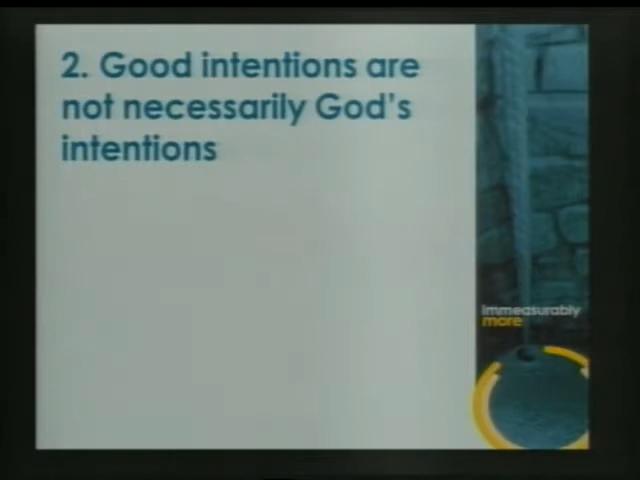 2. Good intentions are
not necessarily God's
intentions
Immeasurably
more